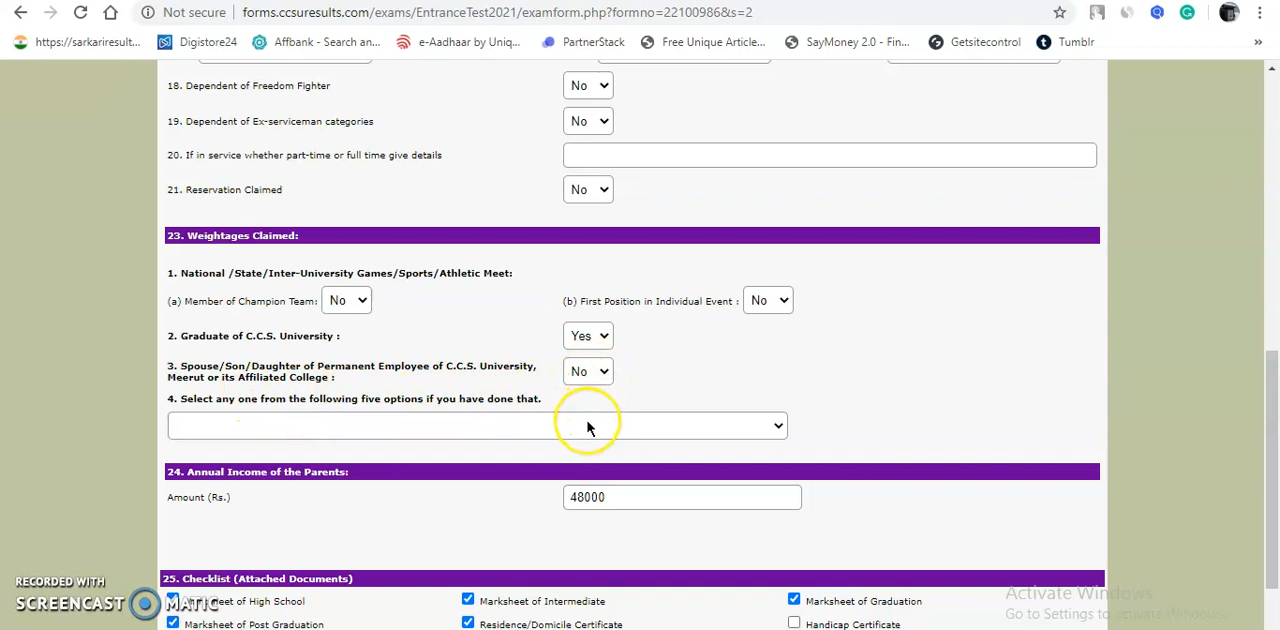 Not secure | forms.ccsuresults.com/exams/EntranceTest2021/examform.php?formno=22100986&s=2
https://sarkariresult... Digistore24 Affbank - Search an... e-Aadhaar by Uniq... PartnerStack Free Unique Article... SayMoney 2.0 - Fin... Getsitecontrol Tumblr »
18. Dependent of Freedom Fighter No
19. Dependent of Ex-serviceman categories No
20. If in service whether part-time or full time give details
21. Reservation Claimed No
23. Weightages Claimed:
1. National /State/Inter-University Games/Sports/Athletic Meet:
(a) Member of Champion Team: No (b) First Position in Individual Event : No
2. Graduate of C.C.S. University : Yes
3. Spouse/Son/Daughter of Permanent Employee of C.C.S. University,
Meerut or its Affiliated College : No
4. Select any one from the following five options if you have done that.
24. Annual Income of the Parents:
Amount (Rs.) 48000
25. Checklist (Attached Documents)
RECORDED WITH
SCREENCAST MATIC
of High School Marksheet of Intermediate Marksheet of Graduation
Marksheet of Post Graduation Residence/Domicile Certificate Handicap Certificate
Activate Windows
Go to Settings to activate Windows.